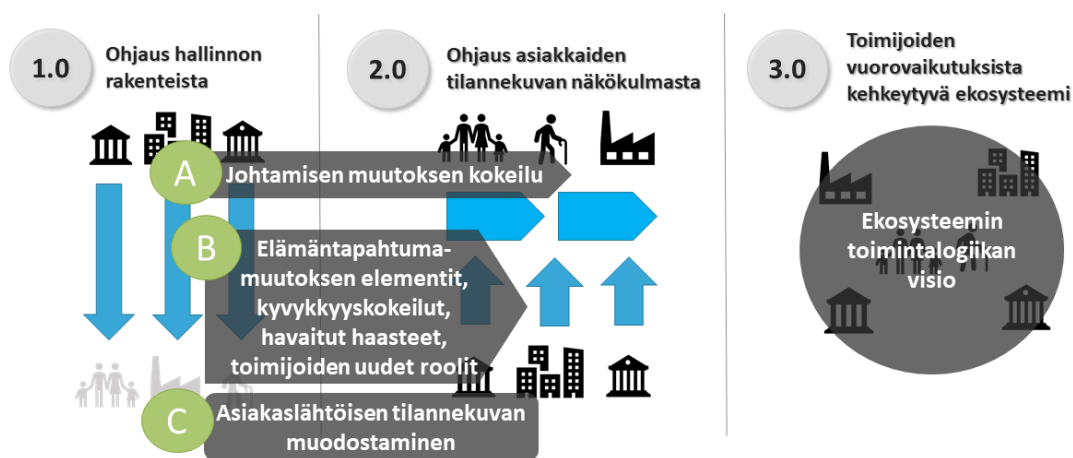 1.0
Ohjaus hallinnon
rakenteista
2.0
Ohjaus asiakkaiden
tilannekuvan näkökulmasta
3.0
Toimijoiden
vuorovaikutuksista
kehkeytyvä ekosysteemi
A
Johtamisen muutoksen kokeilu
B
Elämäntapahtuma-
muutoksen elementit,
kyvykkyyskokeilut,
havaitut haasteet,
toimijoiden uudet roolit
C
Asiakaslähtöisen tilannekuvan
muodostaminen
Ekosysteemin
toimintalogiikan
visio